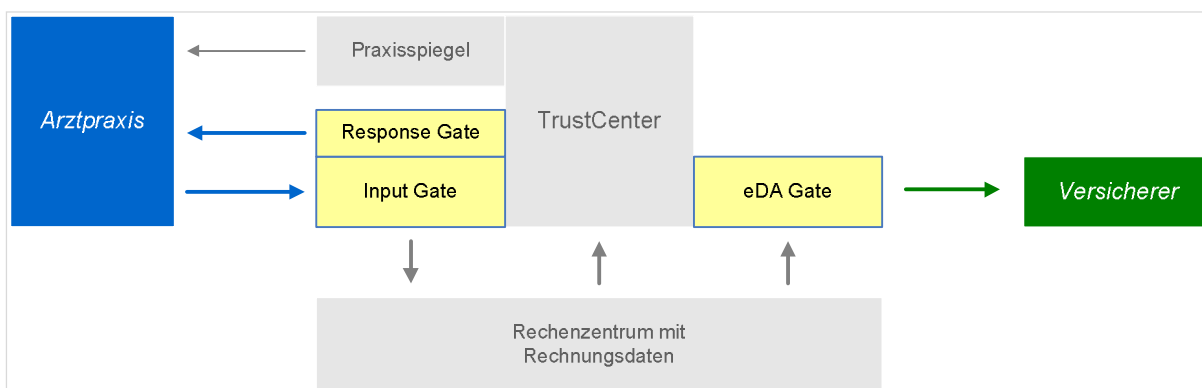 Praxisspiegel
Arztpraxis
TrustCenter
Response Gate
Input Gate
eDA Gate
Versicherer
Rechenzentrum mit
Rechnungsdaten